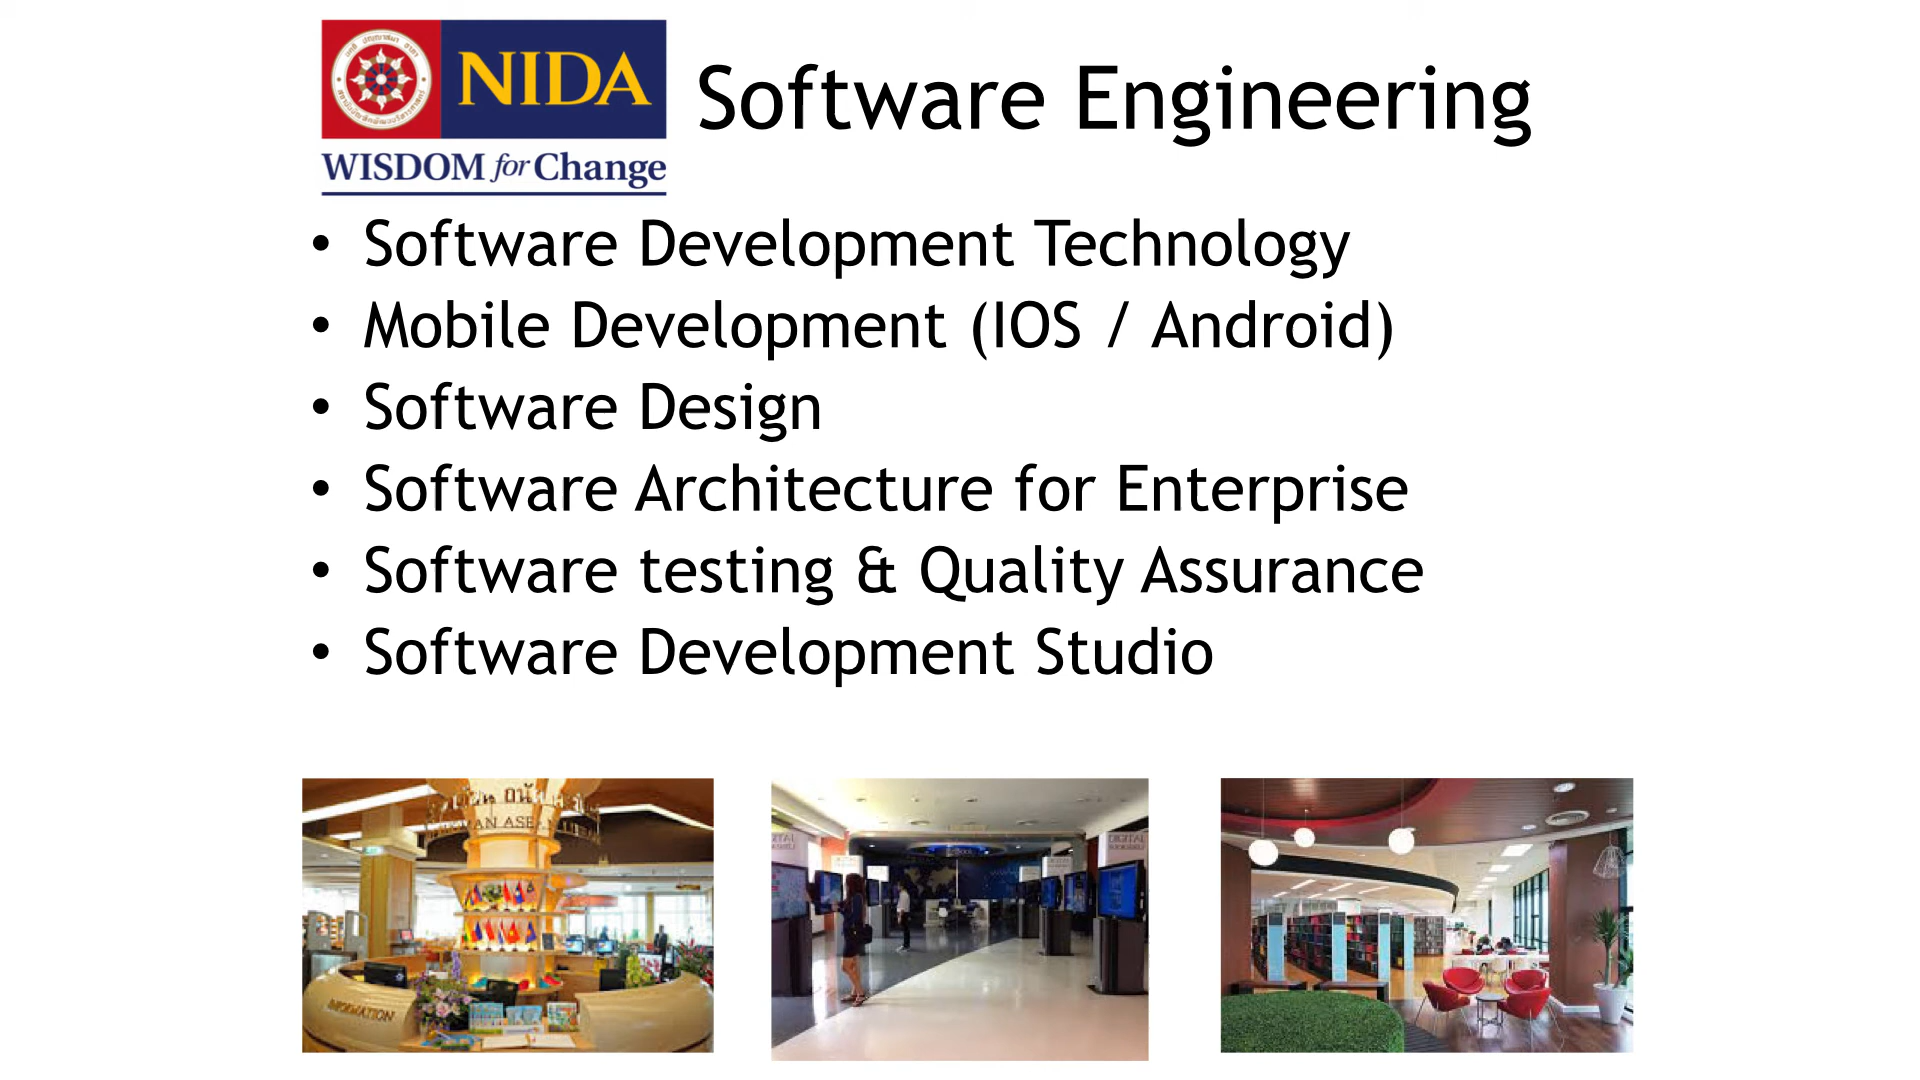 NIDA
WISDOM for Change
Software Engineering
• Software Development Technology
• Mobile Development (IOS / Android)
• Software Design
• Software Architecture for Enterprise
• Software testing & Quality Assurance
• Software Development Studio
INFORMATION